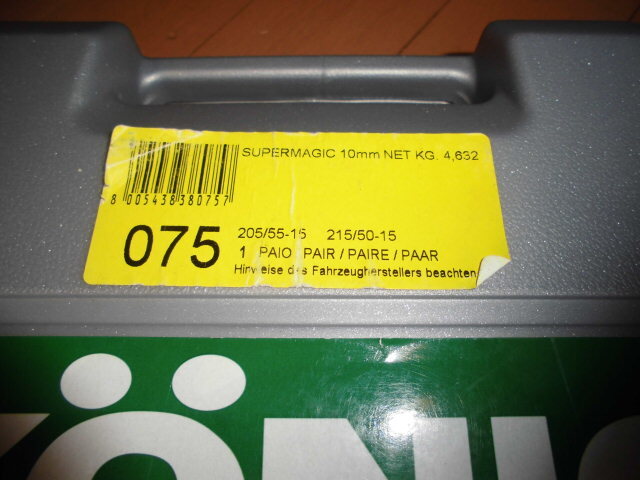 SUPERMAGIC 10mm NET KG. 4,632
8 005438 380757
075
205/55-15 215/50-15
1 PAIO / PAIR / PAIRE / PAAR
Hinweise des Fahrzeugherstellers beachten
KÖNIG